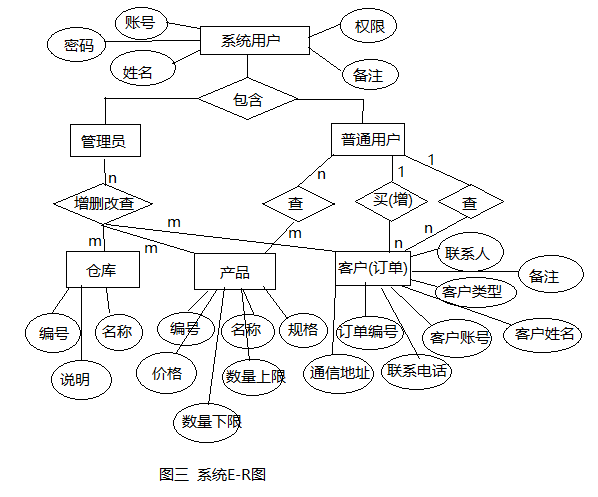 账号
系统用户
权限
密码
姓名
备注
包含
管理员
普通用户
n
n
1
1
增删改查
查
买(增)
查
m
m
m
m
n
n
仓库
产品
客户(订单)
联系人
备注
客户类型
编号
名称
编号
名称
规格
订单编号
客户账号
客户姓名
说明
价格
数量上限
通信地址
联系电话
数量下限
图三 系统E-R图